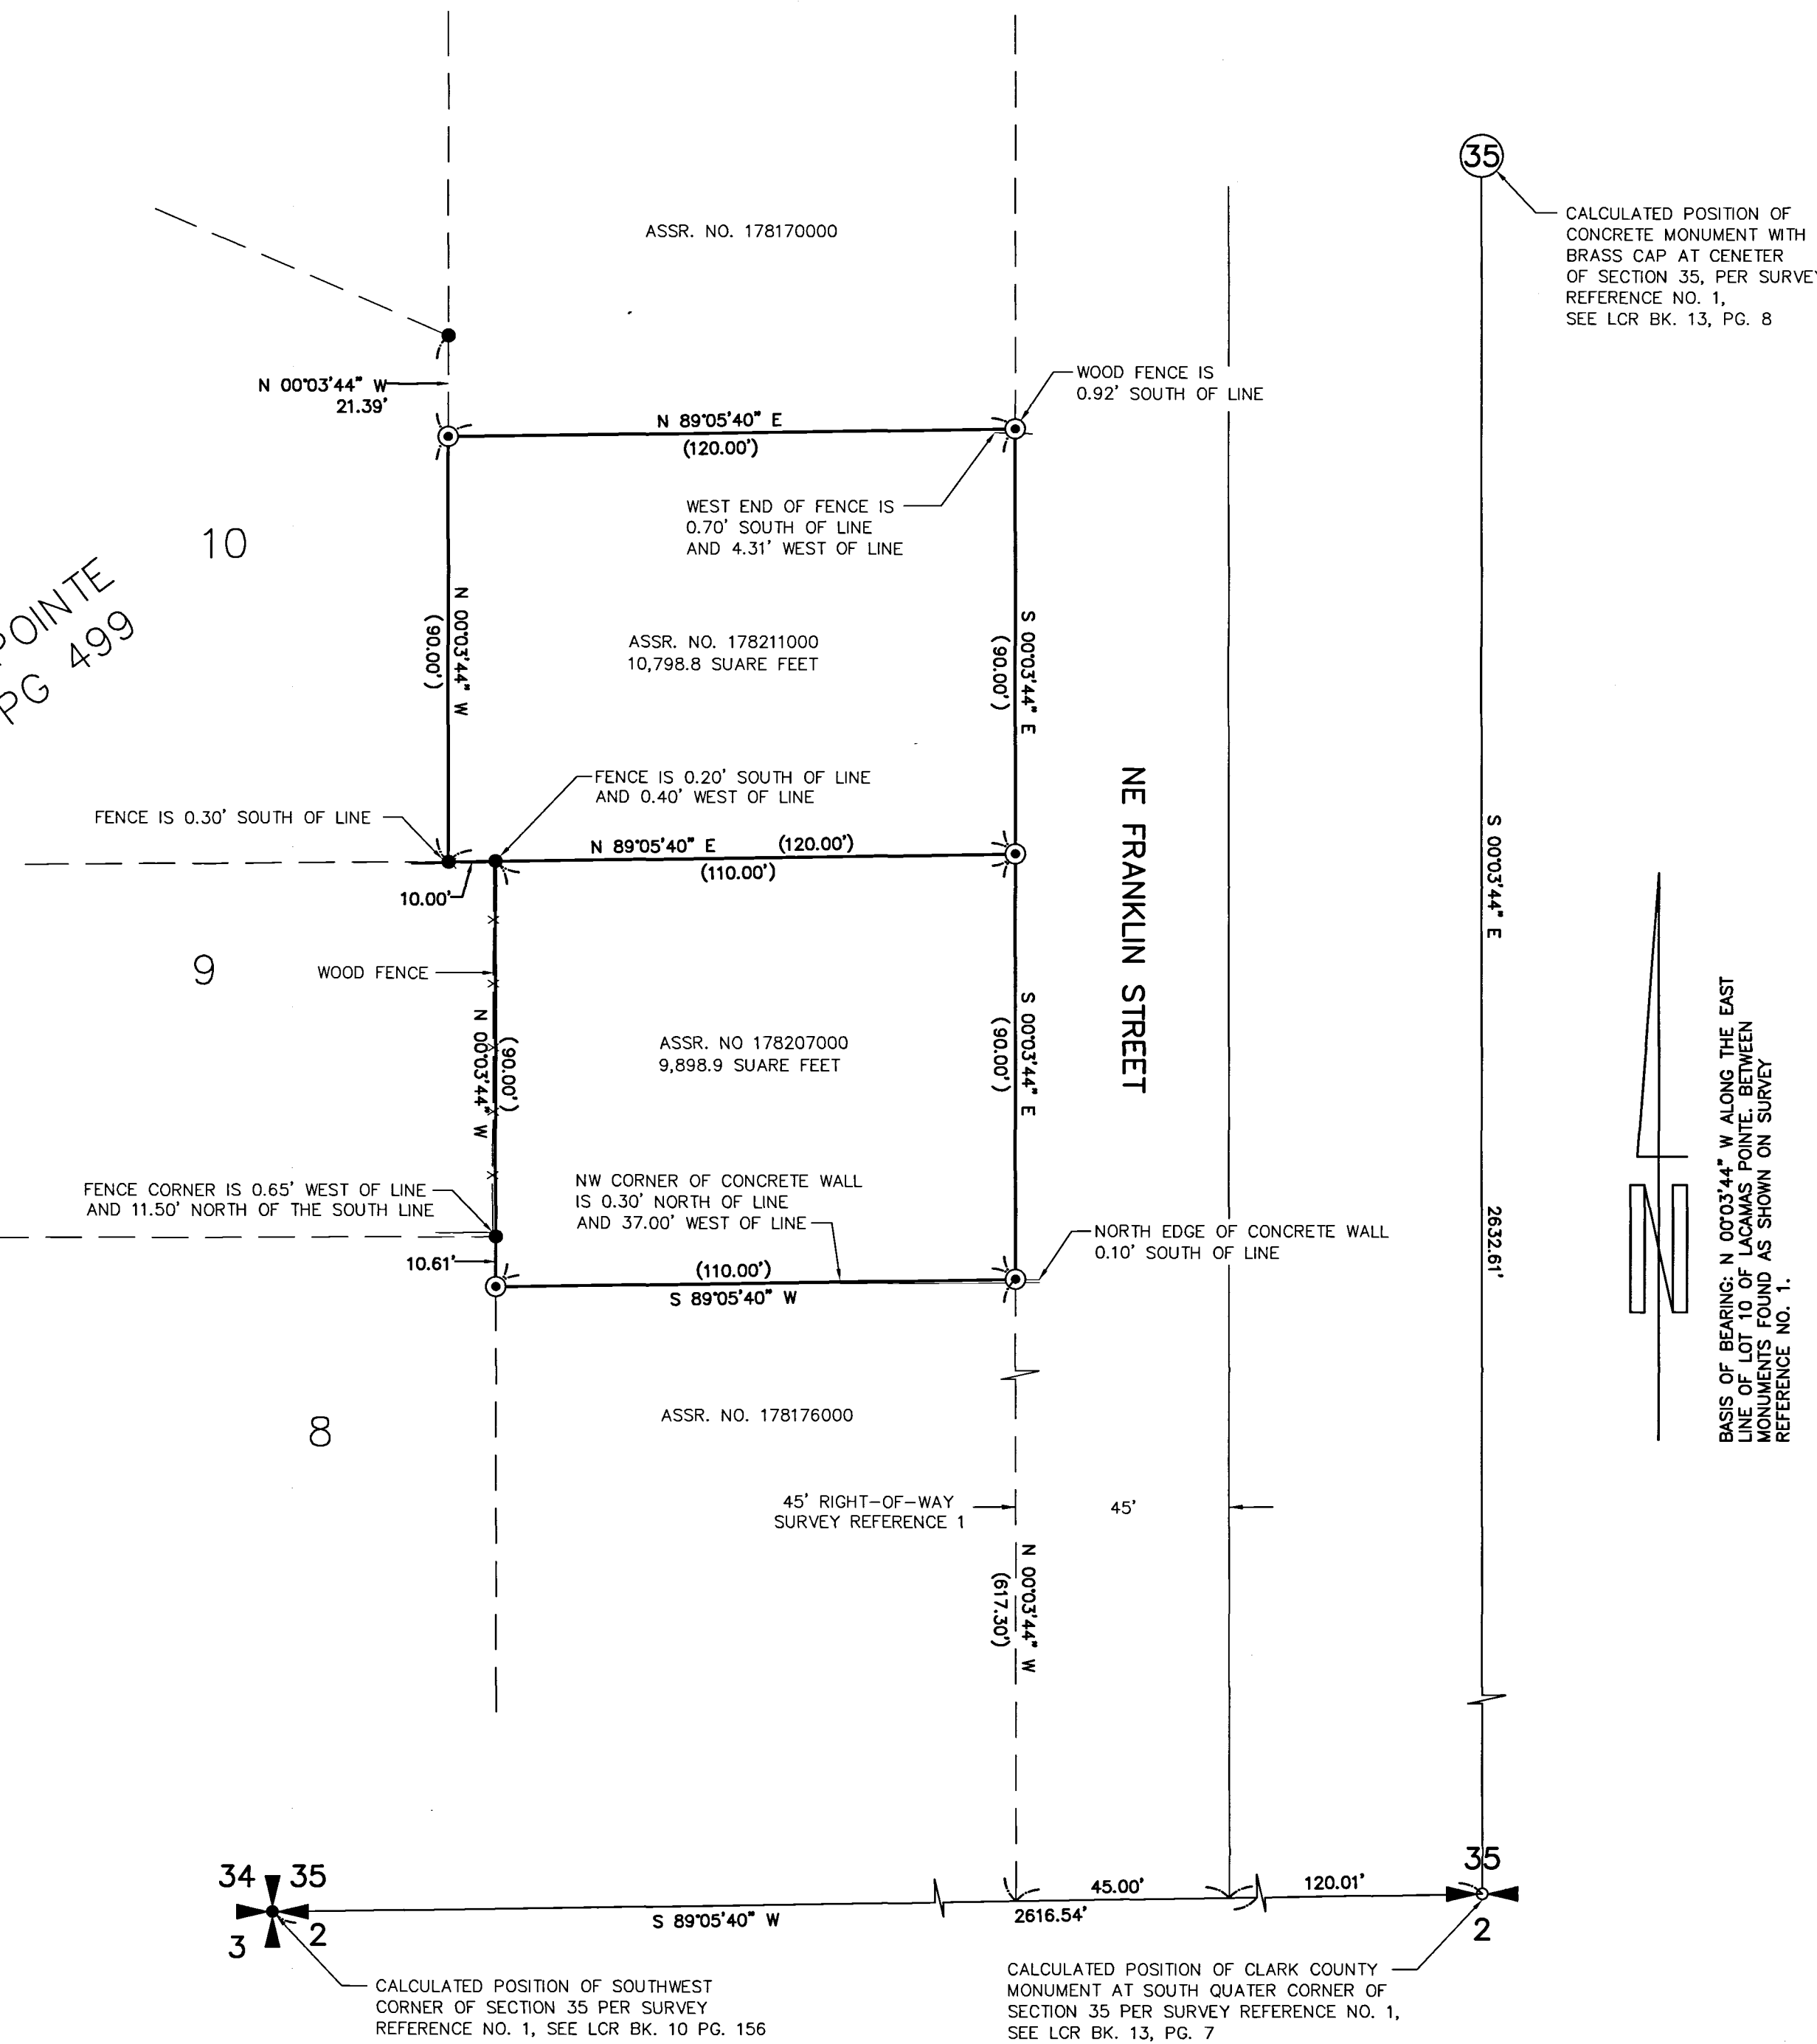 ASSR. NO. 178170000
35
CALCULATED POSITION OF
CONCRETE MONUMENT WITH
BRASS CAP AT CENETER
OF SECTION 35, PER SURVEY
REFERENCE NO. 1,
SEE LCR BK. 13, PG. 8
N 00°03'44" W
21.39'
WOOD FENCE IS
0.92' SOUTH OF LINE
N 89°05'40" E
(120.00')
WEST END OF FENCE IS
0.70' SOUTH OF LINE
AND 4.31' WEST OF LINE
10
POINTE
PG 499
N 00°03'44" W
(90.00')
ASSR. NO. 178211000
10,798.8 SUARE FEET
S 00°03'44" E
(90.00')
FENCE IS 0.20' SOUTH OF LINE
AND 0.40' WEST OF LINE
FENCE IS 0.30' SOUTH OF LINE
N 89°05'40" E (120.00')
(110.00')
10.00'
NE FRANKLIN STREET
S 00°03'44" E
2632.61'
9
WOOD FENCE
N 00°03'44" W
(90.00')
ASSR. NO 178207000
9,898.9 SUARE FEET
S 00°03'44" E
(90.00')
FENCE CORNER IS 0.65' WEST OF LINE
AND 11.50' NORTH OF THE SOUTH LINE
NW CORNER OF CONCRETE WALL
IS 0.30' NORTH OF LINE
AND 37.00' WEST OF LINE
NORTH EDGE OF CONCRETE WALL
0.10' SOUTH OF LINE
10.61'
(110.00')
S 89°05'40" W
N
BASIS OF BEARING: N 00°03'44" W ALONG THE EAST
LINE OF LOT 10 OF LACAMAS POINTE. BETWEEN
MONUMENTS FOUND AS SHOWN ON SURVEY
REFERENCE NO. 1.
8
ASSR. NO. 178176000
45' RIGHT-OF-WAY
SURVEY REFERENCE 1
45'
N 00°03'44" W
(617.30')
34 35
3 2
S 89°05'40" W
45.00'
2616.54'
120.01'
35
2
CALCULATED POSITION OF SOUTHWEST
CORNER OF SECTION 35 PER SURVEY
REFERENCE NO. 1, SEE LCR BK. 10 PG. 156
CALCULATED POSITION OF CLARK COUNTY
MONUMENT AT SOUTH QUATER CORNER OF
SECTION 35 PER SURVEY REFERENCE NO. 1,
SEE LCR BK. 13, PG. 7